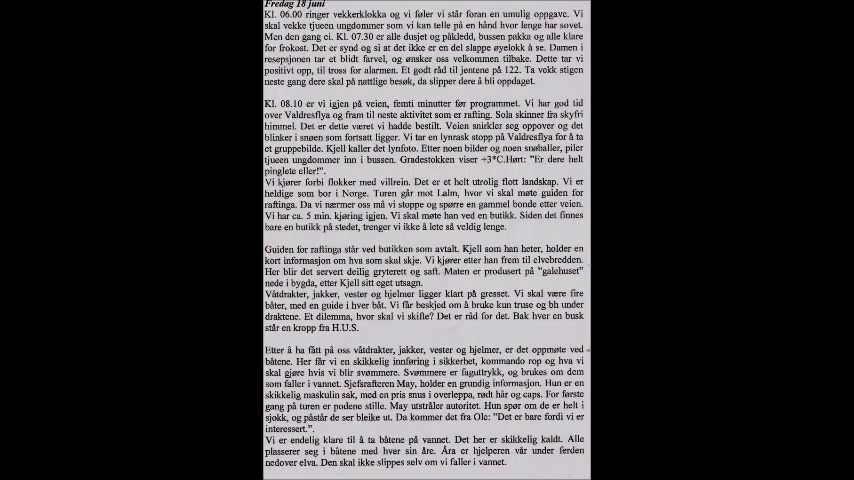 Fredag 18 juni
Kl. 06.00 ringer vekkerklokka og vi føler vi står foran en umulig oppgave. Vi
skal vekke tjueen ungdommer som vi kan telle på en hånd hvor lenge har sovet.
Men den gang ei. Kl. 07.30 er alle dusjet og påkledd, bussen pakka og alle klare
for frokost. Det er synd og si at det ikke er en del slappe øyelokk å se. Damen i
resepsjonen tar et blidt farvel, og ønsker oss velkommen tilbake. Dette tar vi
positivt opp, til tross for alarmen. Et godt råd til jentene på 122. Ta vekk stigen
neste gang dere skal på nattlige besøk, da slipper dere å bli oppdaget.
Kl. 08.10 er vi igjen på veien, femti minutter før programmet. Vi har god tid
over Valdresflya og fram til neste aktivitet som er rafting. Sola skinner fra skyfri
himmel. Det er dette været vi hadde bestilt. Veien snirkler seg oppover og det
blinker i snøen som fortsatt ligger. Vi tar en lynrask stopp på Valdresflya for å ta
et gruppebilde. Kjell kaller det lynfoto. Etter noen bilder og noen snøballer, piler
tjueen ungdommer inn i bussen. Gradestokken viser +3*C.Hørt: "Er dere helt
pinglete eller!".
Vi kjører forbi flokker med villrein. Det er et helt utrolig flott landskap. Vi er
heldige som bor i Norge. Turen går mot Lalm, hvor vi skal møte guiden for
raftinga. Da vi nærmer oss må vi stoppe og spørre en gammel bonde etter veien.
Vi har ca. 5 min. kjøring igjen. Vi skal møte han ved en butikk. Siden det finnes
bare en butikk på stedet, trenger vi ikke å lete så veldig lenge.
Guiden for raftinga står ved butikken som avtalt. Kjell som han heter, holder en
kort informasjon om hva som skal skje. Vi kjører etter han frem til elvebredden.
Her blir det servert deilig gryterett og saft. Maten er produsert på "galehuset"
nede i bygda, etter Kjell sitt eget utsagn.
Våtdrakter, jakker, vester og hjelmer ligger klart på gresset. Vi skal være fire
båter, med en guide i hver båt. Vi får beskjed om å bruke kun truse og bh under
draktene. Et dilemma, hvor skal vi skifte? Det er råd for det. Bak hver en busk
står en kropp fra H.U.S.
Etter å ha fått på oss våtdrakter, jakker, vester og hjelmer, er det oppmøte ved
båtene. Her får vi en skikkelig innføring i sikkerhet, kommando rop og hva vi
skal gjøre hvis vi blir svømmere. Svømmere er faguttrykk, og brukes om dem
som faller i vannet. Sjefsrafteren May, holder en grundig informasjon. Hun er en
skikkelig maskulin sak, med en pris snus i overleppa, rødt hår og caps. For første
gang på turen er podene stille. May utstråler autoritet. Hun spør om de er helt i
sjokk, og påstår de ser bleike ut. Da kommer det fra Ole: "Det er bare fordi vi er
interessert.".
Vi er endelig klare til å ta båtene på vannet. Det her er skikkelig kaldt. Alle
plasserer seg i båtene med hver sin åre. Åra er hjelperen vår under ferden
nedover elva. Den skal ikke slippes selv om vi faller i vannet.